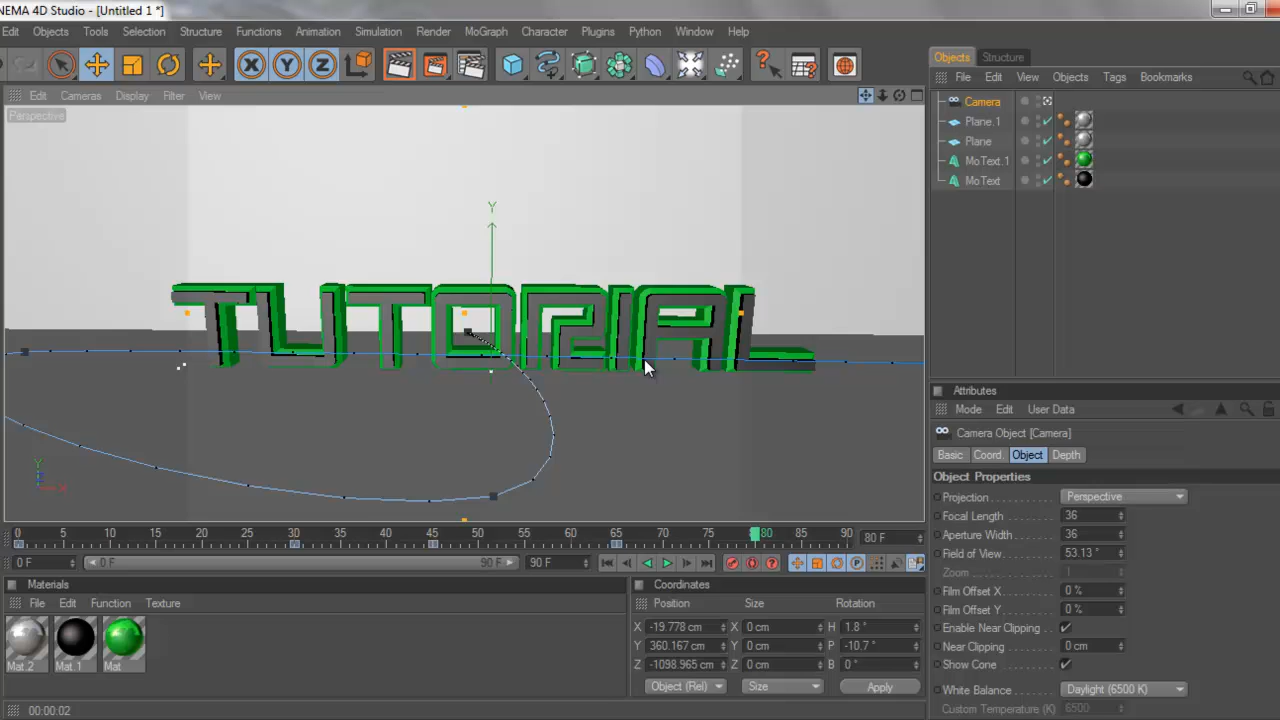 NEMA 4D Studio - [Untitled 1 *]
Edit Objects Tools Selection Structure Functions Animation Simulation Render MoGraph Character Plugins Python Window Help
X Y Z
Objects Structure
File Edit View Objects Tags Bookmarks
Edit Cameras Display Filter View
Perspective
Camera
Plane.1
Plane
MoText.1
MoText
Y
TUTORIAL
Y
X
Attributes
Mode Edit User Data
Camera Object [Camera]
Basic Coord. Object Depth
Object Properties
Projection Perspective
Focal Length 36
Aperture Width 36
Field of View 53.13 °
Zoom 1
Film Offset X 0 %
Film Offset Y 0 %
Enable Near Clipping
Near Clipping 0 cm
Show Cone
White Balance Daylight (6500 K)
Custom Temperature (K) 6500
0 5 10 15 20 25 30 35 40 45 50 55 60 65 70 75 80 85 90 80 F
0 F 0 F 90 F 90 F
Materials
File Edit Function Texture
Mat.2 Mat.1 Mat
Coordinates
Position Size Rotation
X -19.778 cm X 0 cm H 1.8 °
Y 360.167 cm Y 0 cm P -10.7 °
Z -1098.965 cm Z 0 cm B 0 °
Object (Rel) Size Apply
00:00:02